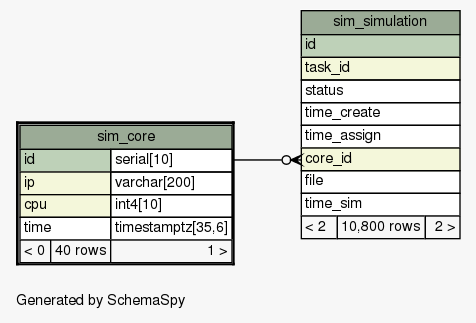 sim_simulation
id
task_id
status
time_create
time_assign
core_id
file
time_sim
< 2 10,800 rows 2 >
sim_core
id serial[10]
ip varchar[200]
cpu int4[10]
time timestamptz[35,6]
< 0 40 rows 1 >
Generated by SchemaSpy